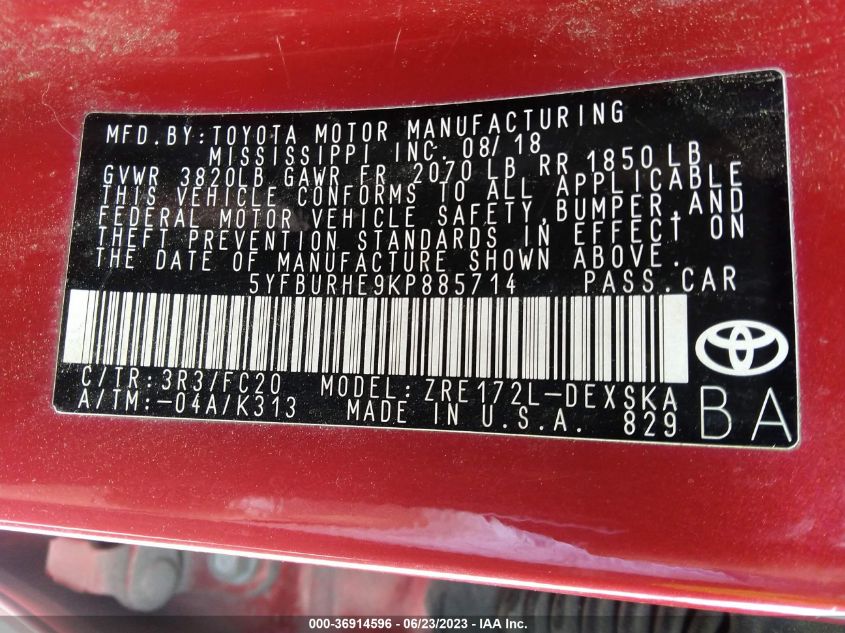 MFD.BY:TOYOTA MOTOR MANUFACTURING
MISSISSIPPI INC. 08/18
GVWR 3820LB GAWR FR 2070 LB RR 1850 LB
THIS VEHICLE CONFORMS TO ALL APPLICABLE
FEDERAL MOTOR VEHICLE SAFETY, BUMPER, AND
THEFT PREVENTION STANDARDS IN EFFECT ON
THE DATE OF MANUFACTURE SHOWN ABOVE.
5YFBURHE9KP885714 PASS.CAR
C/TR:3R3/FC20 MODEL:ZRE172L-DEXSKA
A/TM:-04A/K313 MADE IN U.S.A. 829
BA
000-36914596 / 06/23/2023 - IAA Inc.